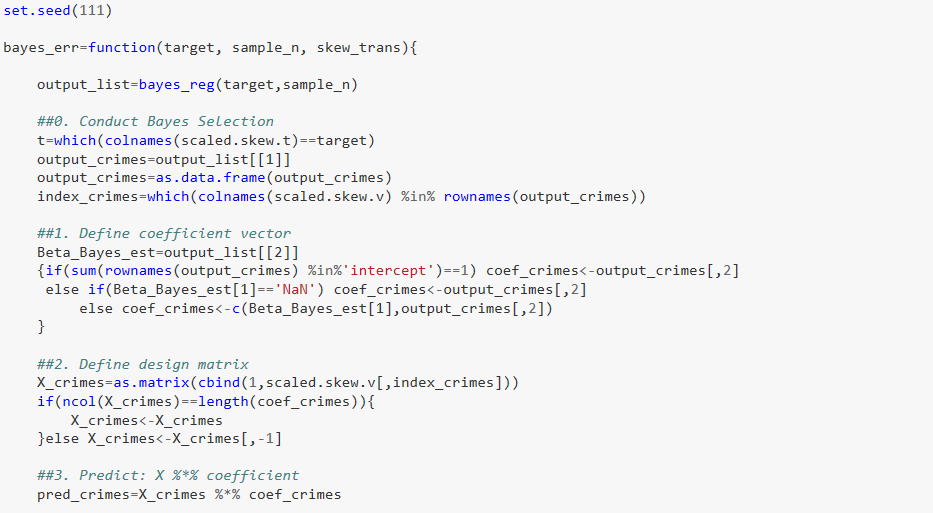 set.seed(111)
bayes_err=function(target, sample_n, skew_trans){
output_list=bayes_reg(target,sample_n)
##0. Conduct Bayes Selection
t=which(colnames(scaled.skew.t)==target)
output_crimes=output_list[[1]]
output_crimes=as.data.frame(output_crimes)
index_crimes=which(colnames(scaled.skew.v) %in% rownames(output_crimes))
##1. Define coefficient vector
Beta_Bayes_est=output_list[[2]]
{if(sum(rownames(output_crimes) %in%'intercept')==1) coef_crimes<-output_crimes[,2]
else if(Beta_Bayes_est[1]=='NaN') coef_crimes<-output_crimes[,2]
else coef_crimes<-c(Beta_Bayes_est[1],output_crimes[,2])
}
##2. Define design matrix
X_crimes=as.matrix(cbind(1,scaled.skew.v[,index_crimes]))
if(ncol(X_crimes)==length(coef_crimes)){
X_crimes<-X_crimes
}else X_crimes<-X_crimes[,-1]
##3. Predict: X %*% coefficient
pred_crimes=X_crimes %*% coef_crimes